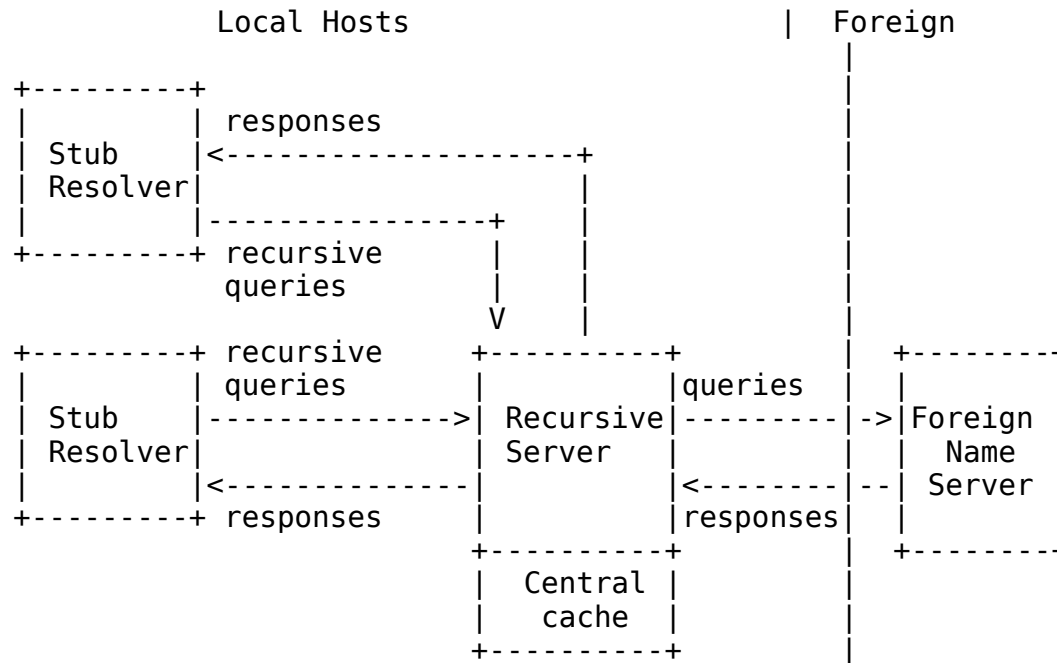 Local Hosts | Foreign
responses
Stub
Resolver
recursive
queries
recursive
queries
Stub
Resolver
responses
Recursive
Server
queries
responses
Foreign
Name
Server
Central
cache